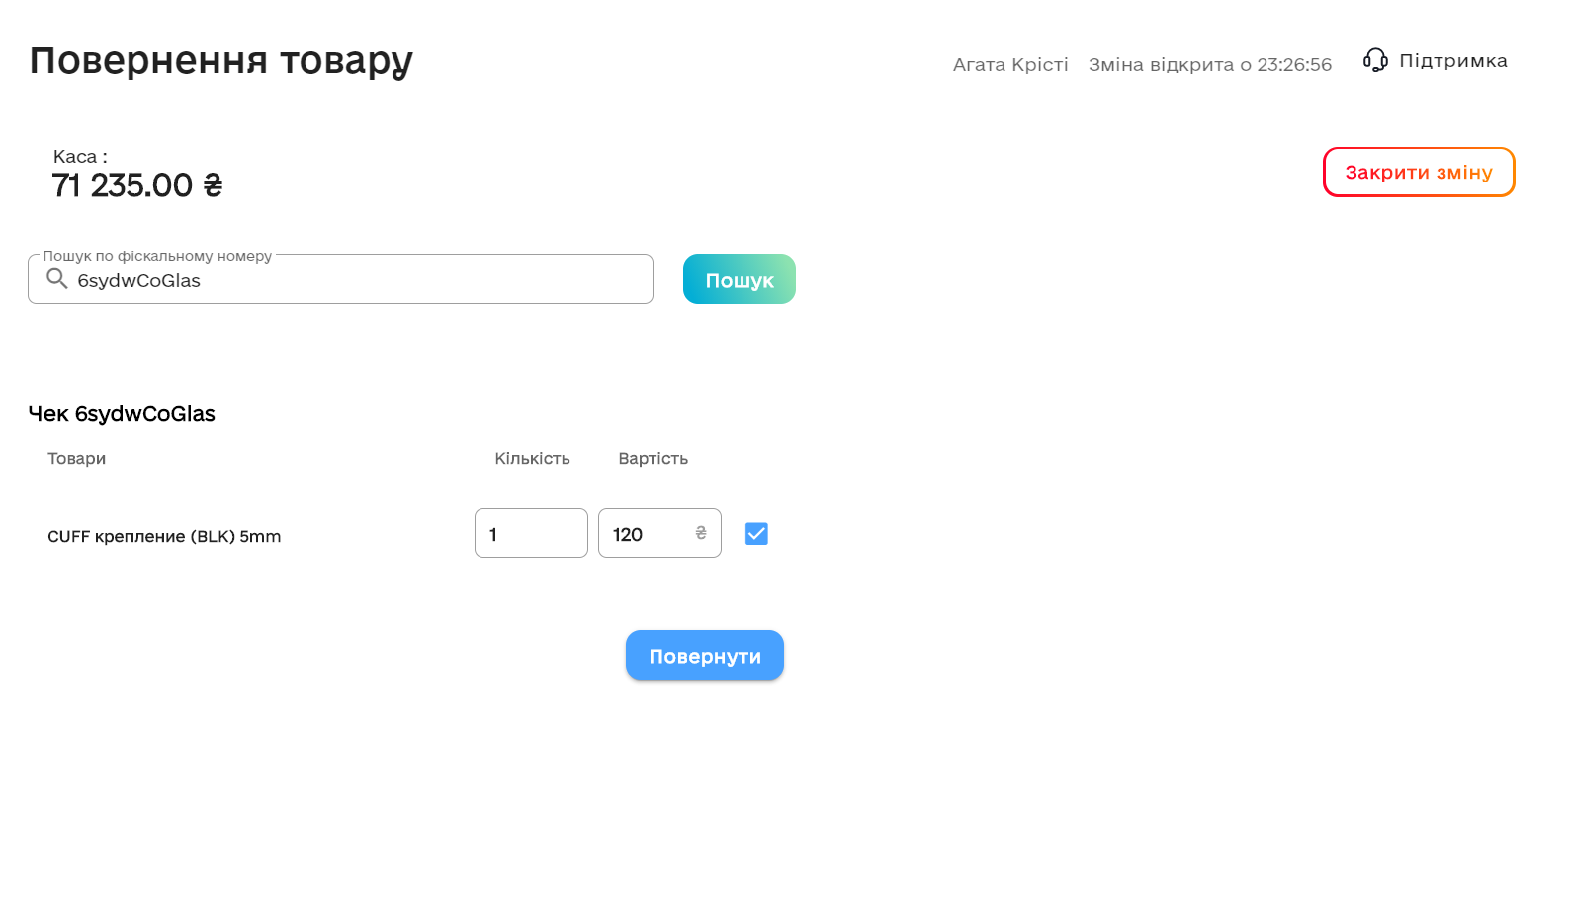 Повернення товару
Агата Крісті Зміна відкрита о 23:26:56 Підтримка
Каса :
71 235.00 ₴
Закрити зміну
Пошук по фіскальному номеру
6sydwCoGlas
Пошук
Чек 6sydwCoGlas
Товари Кількість Вартість
CUFF крепление (BLK) 5mm 1 120 ₴
Повернути